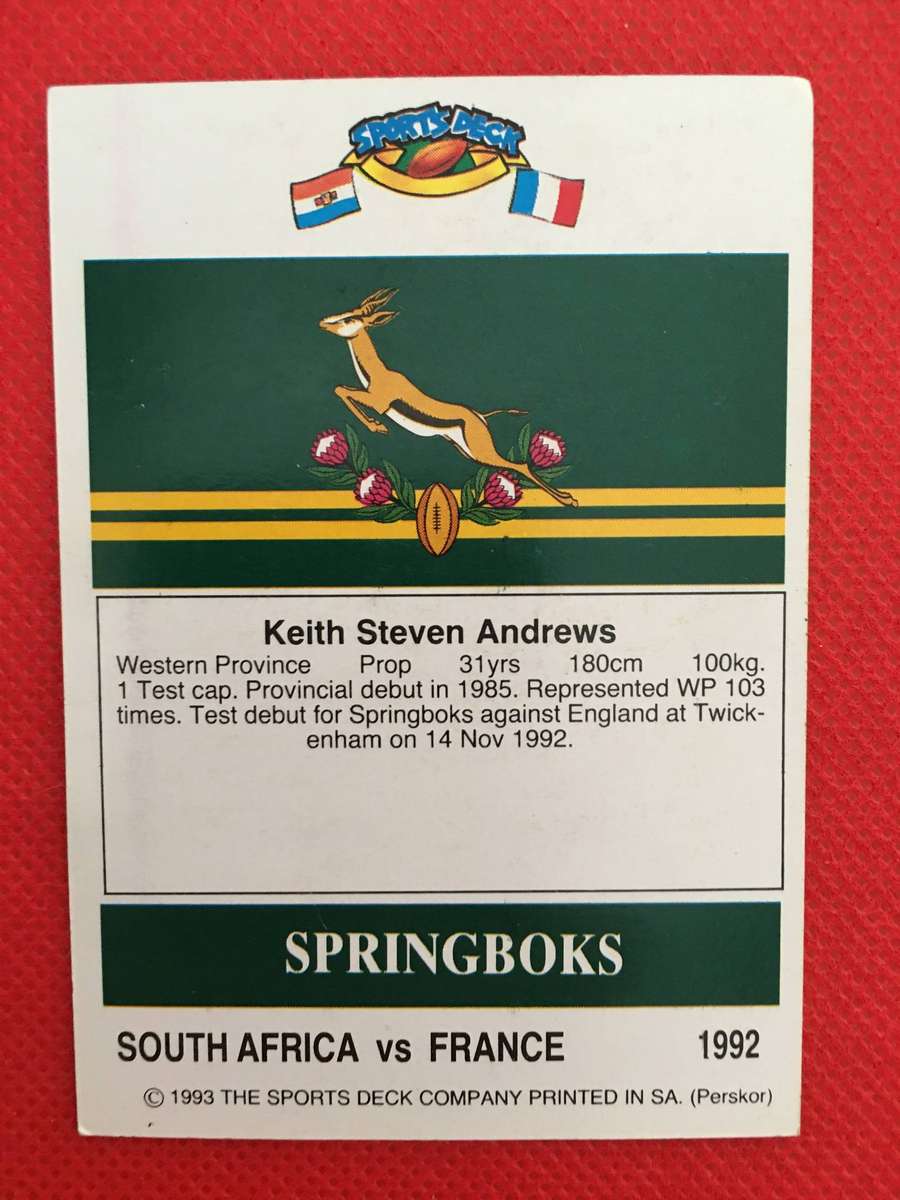 SPORTS DECK
Keith Steven Andrews
Western Province Prop 31yrs 180cm 100kg.
1 Test cap. Provincial debut in 1985. Represented WP 103
times. Test debut for Springboks against England at Twick-
enham on 14 Nov 1992.
SPRINGBOKS
SOUTH AFRICA vs FRANCE 1992
© 1993 THE SPORTS DECK COMPANY PRINTED IN SA. (Perskor)